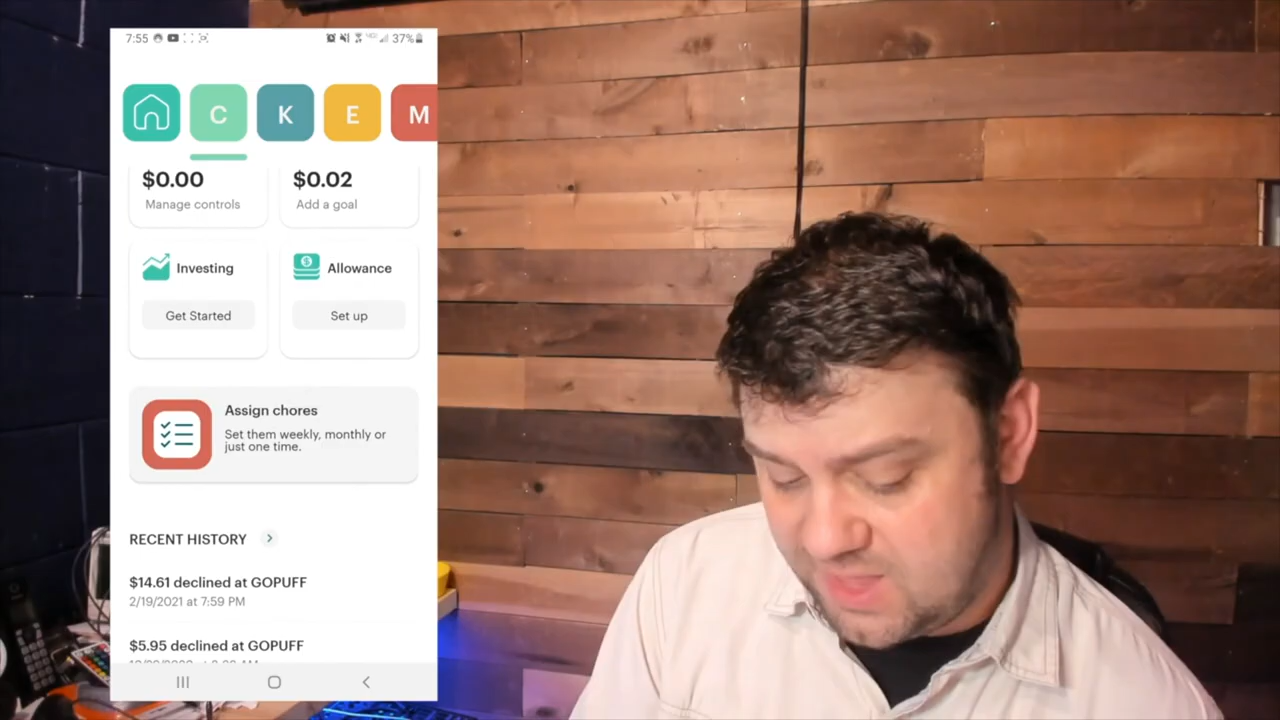 7:55
37%
C K E M
$0.00 $0.02
Manage controls Add a goal
Investing Allowance
Get Started Set up
Assign chores
Set them weekly, monthly or
just one time.
RECENT HISTORY
$14.61 declined at GOPUFF
2/19/2021 at 7:59 PM
$5.95 declined at GOPUFF